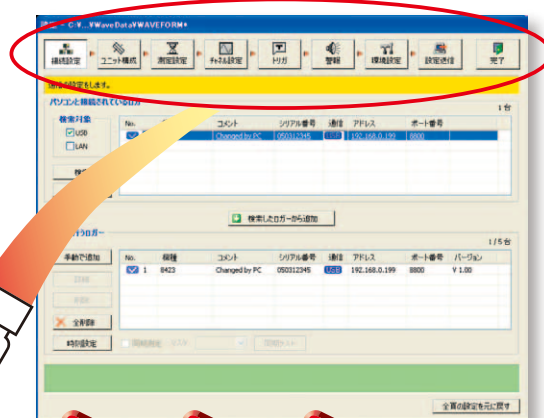 C:¥...¥WaveData¥WAVEFORM*
接続設定 ユニット構成 測定設定 チャネル設定 トリガ 警報 環境設定 設定送信 完了
設定をします。
パソコンと接続されているロガー
1 台
検索対象
USB
LAN
No. コメント シリアル番号 通信 アドレス ポート番号
Changed by PC 050312345 USB 192.168.0.199 8800
検索したロガーから追加
1 / 5 台
手動で追加
No. 機種 コメント シリアル番号 通信 アドレス ポート番号 バージョン
1 8423 Changed by PC 050312345 USB 192.168.0.199 8800 V 1.00
全削除
時刻設定
全頁の設定を元に戻す